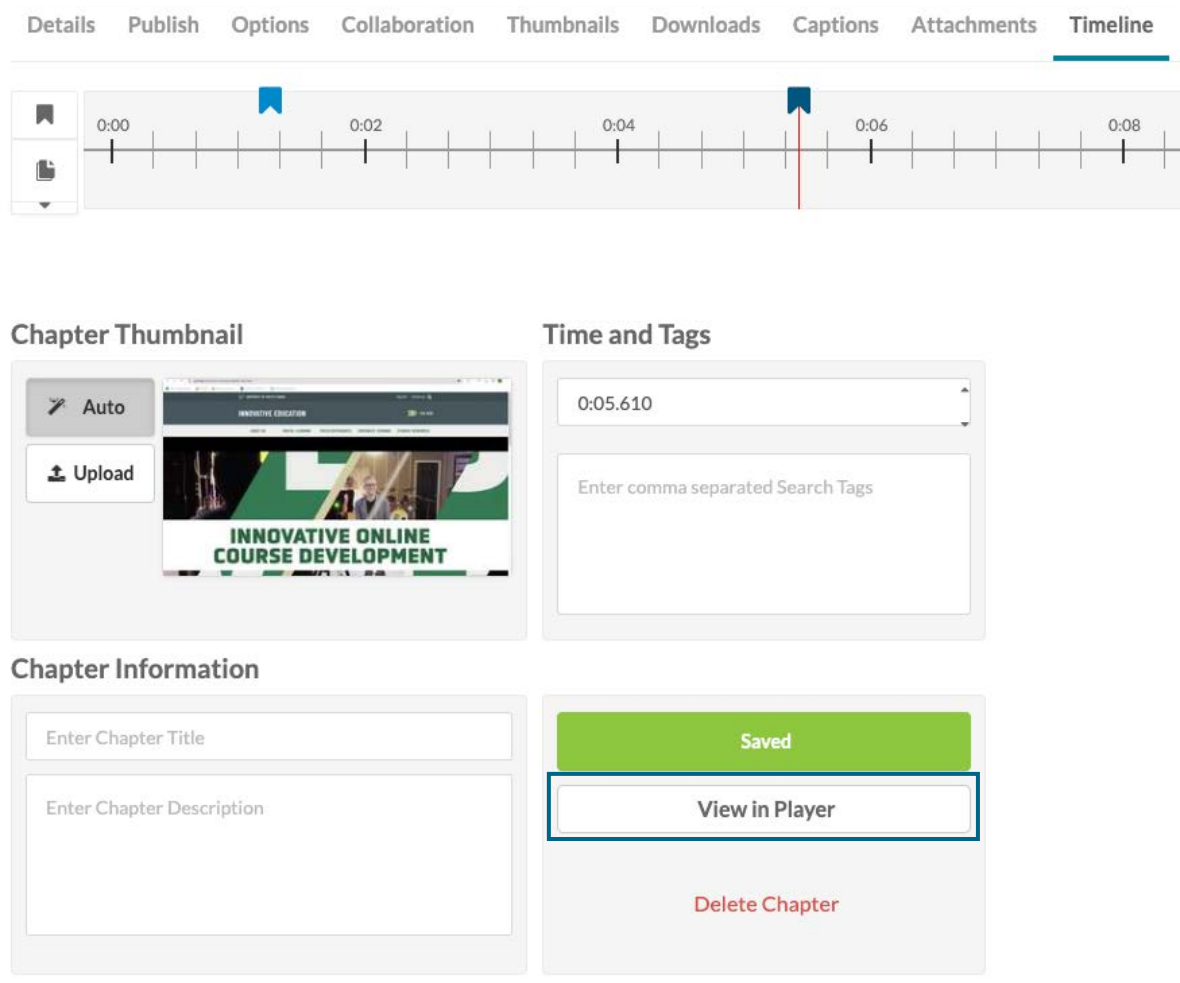 Details Publish Options Collaboration Thumbnails Downloads Captions Attachments Timeline
0:00 0:02 0:04 0:06 0:08
Chapter Thumbnail
Auto
Upload
INNOVATIVE EDUCATION
INNOVATIVE ONLINE
COURSE DEVELOPMENT
Time and Tags
0:05.610
Enter comma separated Search Tags
Chapter Information
Enter Chapter Title
Enter Chapter Description
Saved
View in Player
Delete Chapter